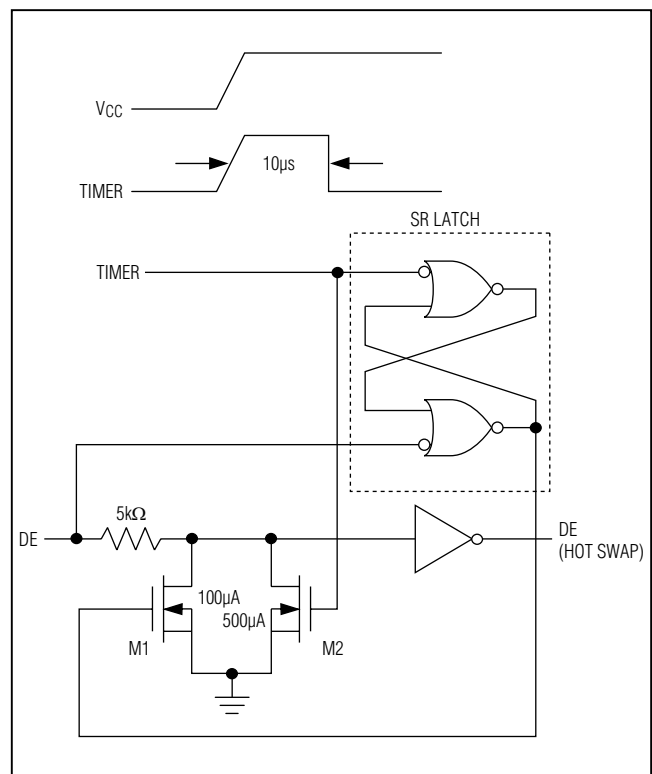 VCC
10µs
TIMER
SR LATCH
TIMER
5kΩ
DE
DE
(HOT SWAP)
100µA
500µA
M1
M2